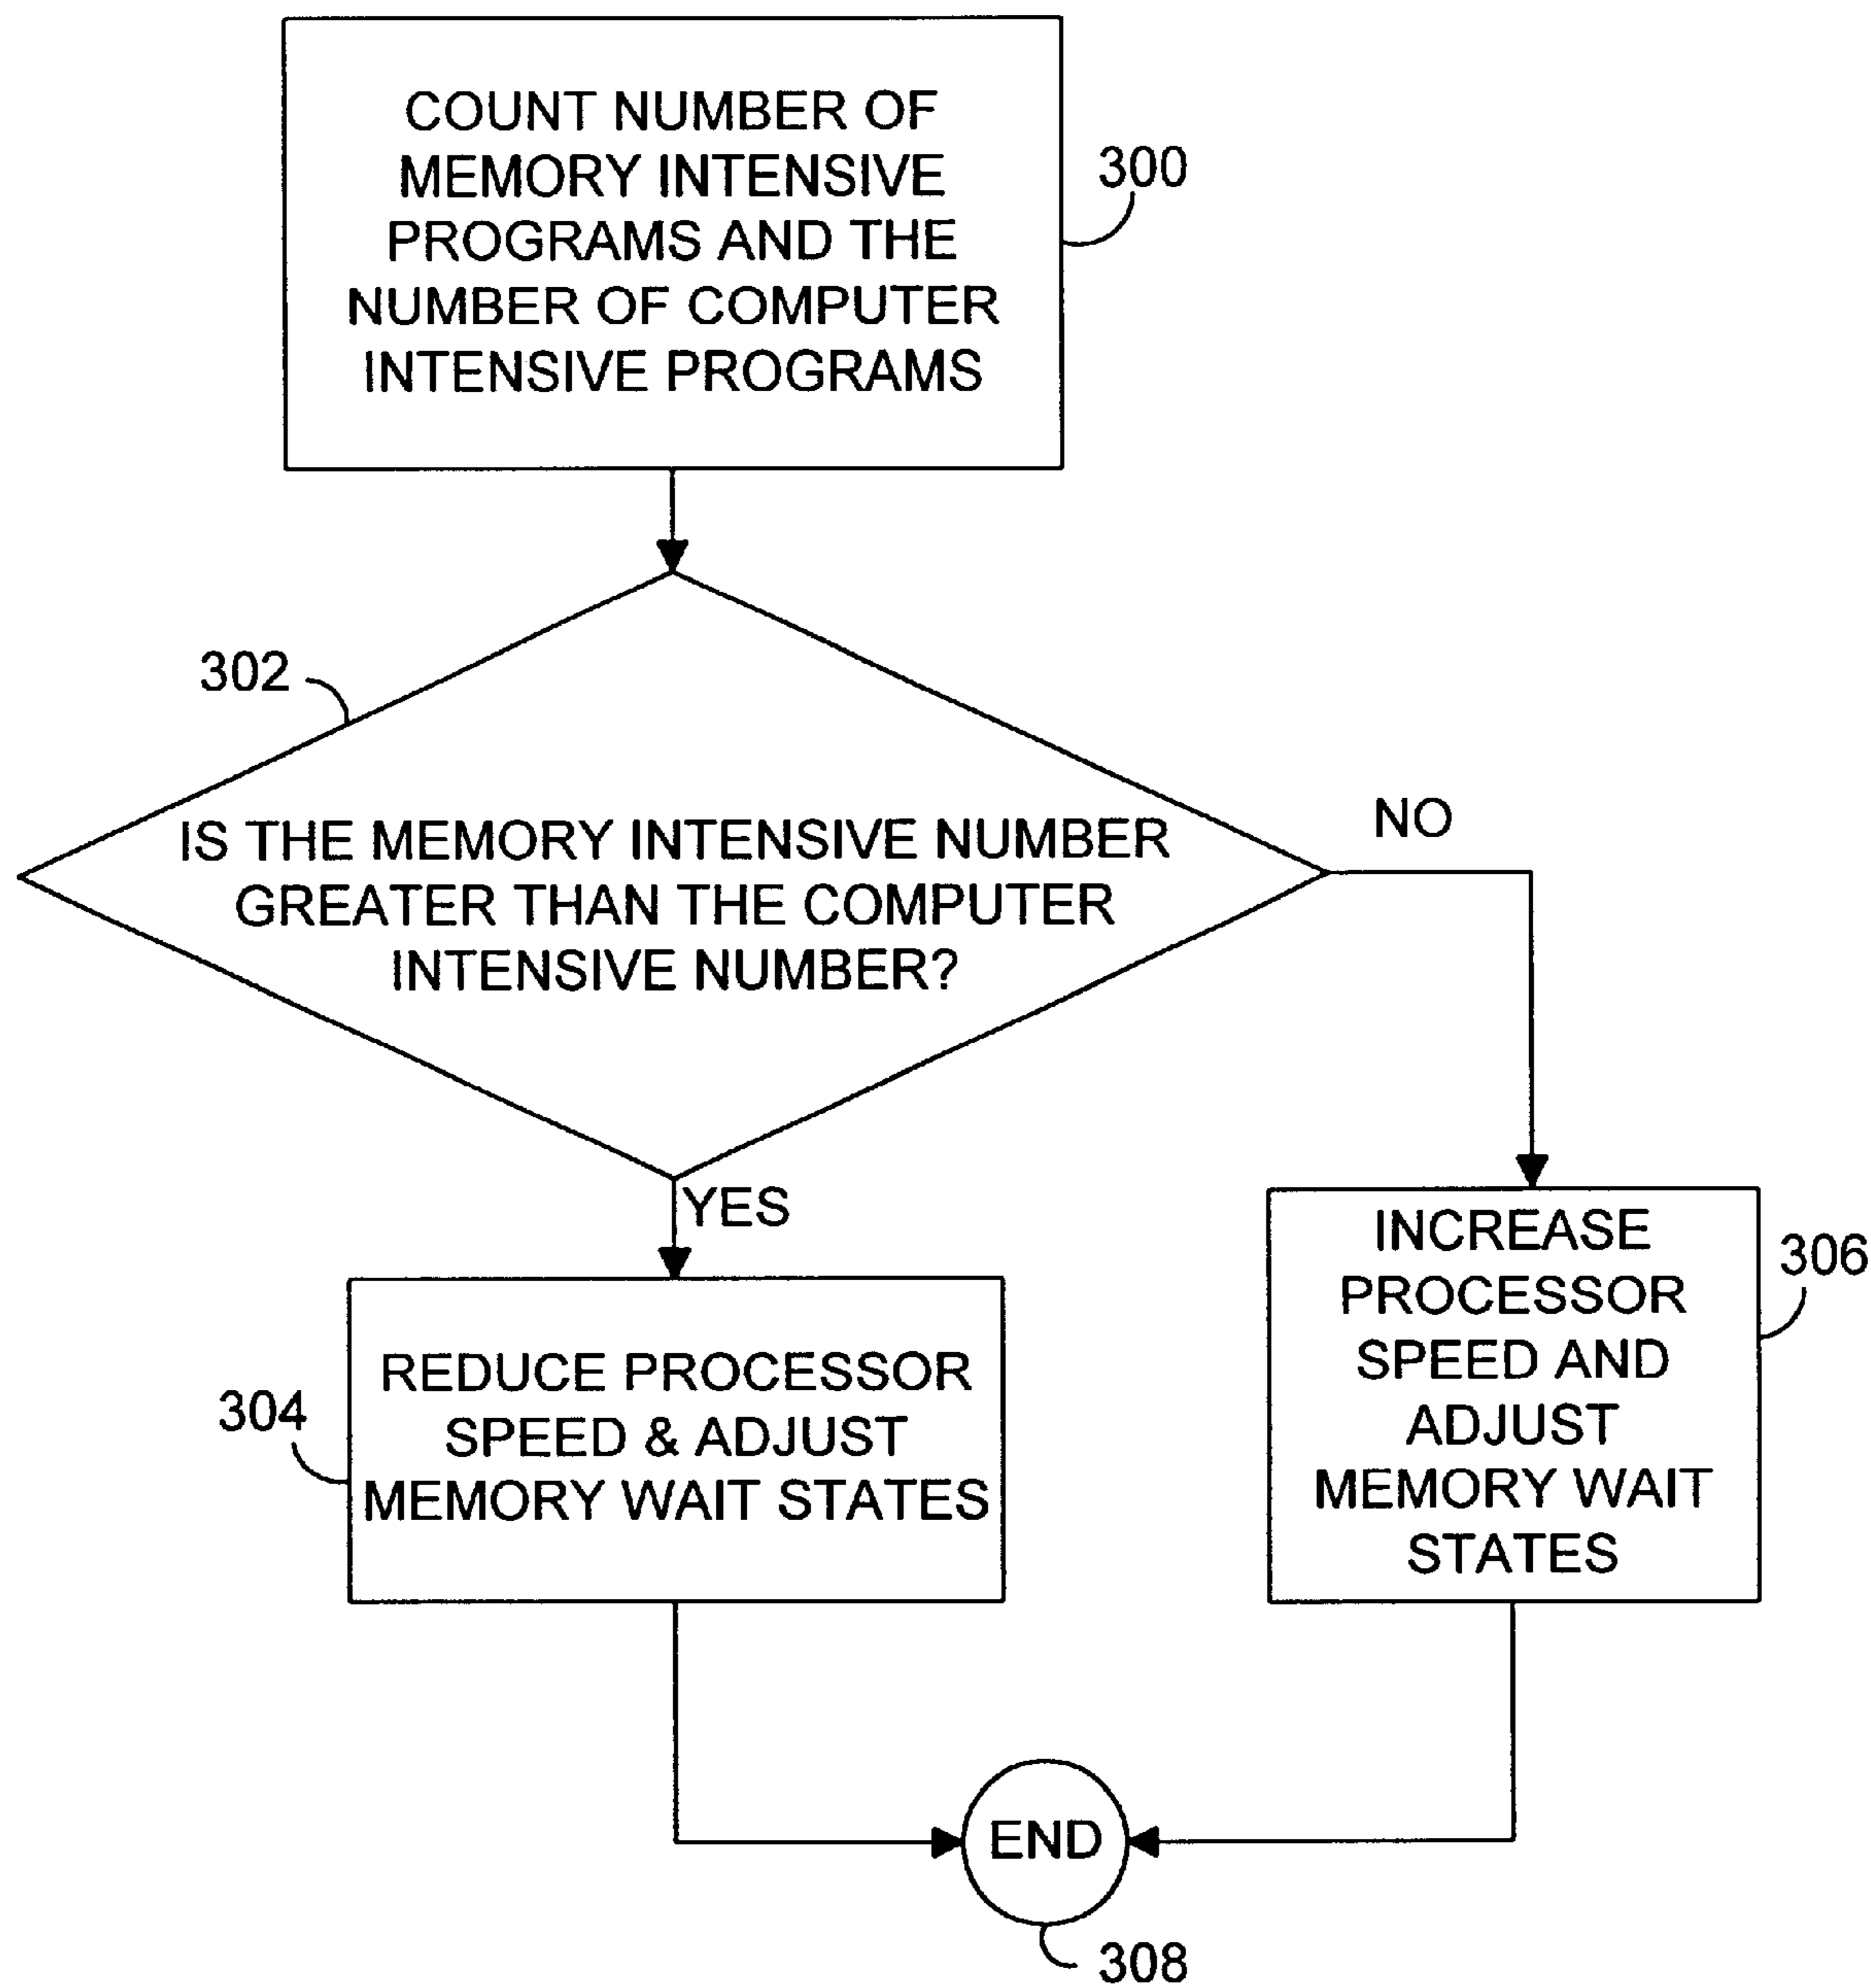 COUNT NUMBER OF
MEMORY INTENSIVE
PROGRAMS AND THE
NUMBER OF COMPUTER
INTENSIVE PROGRAMS
300
302
IS THE MEMORY INTENSIVE NUMBER
GREATER THAN THE COMPUTER
INTENSIVE NUMBER?
NO
YES
REDUCE PROCESSOR
SPEED & ADJUST
MEMORY WAIT STATES
304
INCREASE
PROCESSOR
SPEED AND
ADJUST
MEMORY WAIT
STATES
306
END
308